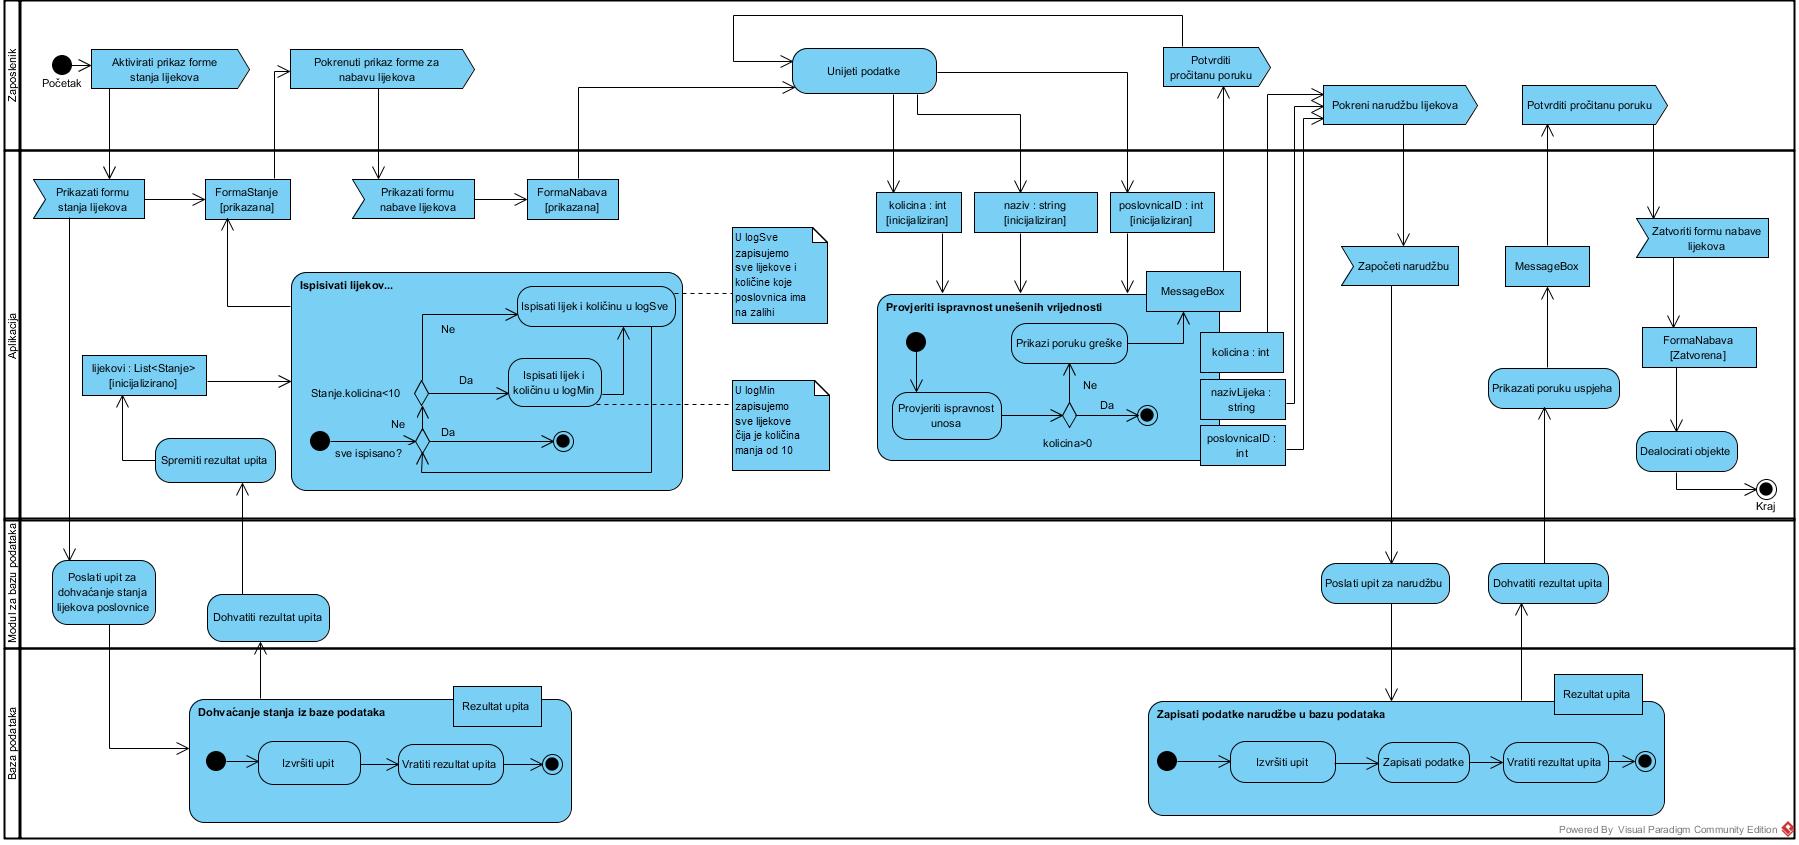 Zaposlenik
Početak
Aktivirati prikaz forme
stanja lijekova
Pokrenuti prikaz forme za
nabavu lijekova
Unijeti podatke
Potvrditi
pročitanu poruku
Pokreni narudžbu lijekova
Potvrditi pročitanu poruku
Aplikacija
Prikazati formu
stanja lijekova
FormaStanje
[prikazana]
Prikazati formu
nabave lijekova
FormaNabava
[prikazana]
kolicina : int
[inicijaliziran]
naziv : string
[inicijaliziran]
poslovnicaID : int
[inicijaliziran]
Započeti narudžbu
MessageBox
Zatvoriti formu nabave
lijekova
FormaNabava
[Zatvorena]
Dealocirati objekte
Kraj
Prikazati poruku uspjeha
lijekovi : List<Stanje>
[inicijalizirano]
Spremiti rezultat upita
Ispisivati lijekov...
Ispisati lijek i količinu u logSve
Ne
Ispisati lijek i
količinu u logMin
Da
Stanje.kolicina<10
Ne
Da
sve ispisano?
U logSve
zapisujemo
sve lijekove i
količine koje
poslovnica ima
na zalihi
U logMin
zapisujemo
sve lijekove
čija je količina
manja od 10
Provjeriti ispravnost unešenih vrijednosti
MessageBox
Prikazi poruku greške
Provjeriti ispravnost
unosa
Ne
Da
kolicina>0
kolicina : int
nazivLijeka :
string
poslovnicaID :
int
Modul za bazu podataka
Poslati upit za
dohvaćanje stanja
lijekova poslovnice
Dohvatiti rezultat upita
Poslati upit za narudžbu
Dohvatiti rezultat upita
Baza podataka
Dohvaćanje stanja iz baze podataka
Rezultat upita
Izvršiti upit
Vratiti rezultat upita
Zapisati podatke narudžbe u bazu podataka
Rezultat upita
Izvršiti upit
Zapisati podatke
Vratiti rezultat upita
Powered By Visual Paradigm Community Edition